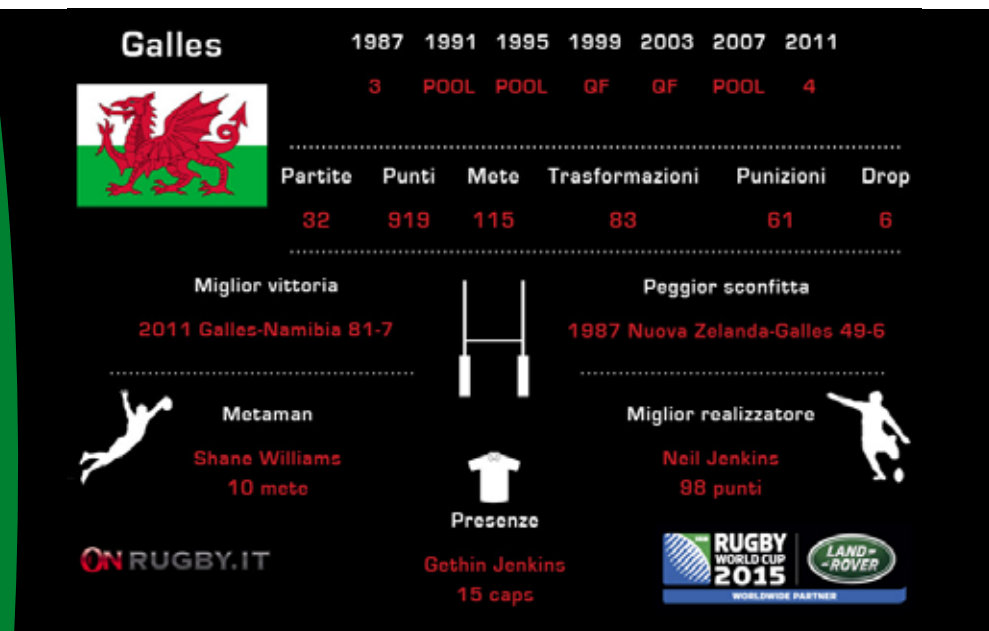 Galles
1987 1991 1995 1999 2003 2007 2011
3 POOL POOL QF QF POOL 4
Partite Punti Mete Trasformazioni Punizioni Drop
32 919 115 83 61 6
Miglior vittoria
2011 Galles-Namibia 81-7
Peggior sconfitta
1987 Nuova Zelanda-Galles 49-6
Metaman
Shane Williams
10 mete
Miglior realizzatore
Neil Jenkins
98 punti
Presenze
Gethin Jenkins
15 caps
ONRUGBY.IT
RUGBY
WORLD CUP
2015
LAND-
-ROVER
WORLDWIDE PARTNER